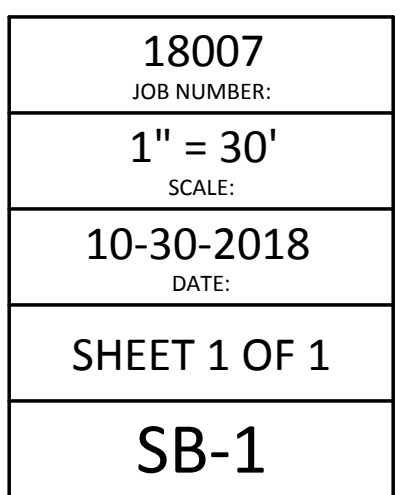 18007
JOB NUMBER:
1" = 30'
SCALE:
10-30-2018
DATE:
SHEET 1 OF 1
SB-1